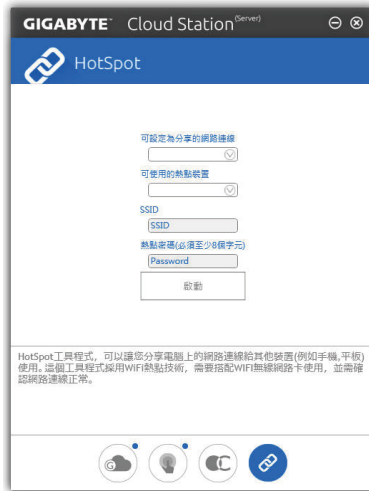 GIGABYTE™ Cloud Station (Server)
HotSpot
可設定為分享的網路連線
可使用的熱點裝置
SSID
SSID
熱點密碼(必須至少8個字元)
Password
啟動
HotSpot工具程式，可以讓您分享電腦上的網路連線給其他裝置(例如手機,平板)
使用。這個工具程式採用WIFI熱點技術，需要搭配WIFI無線網路卡使用，並需確
認網路連線正常。
G